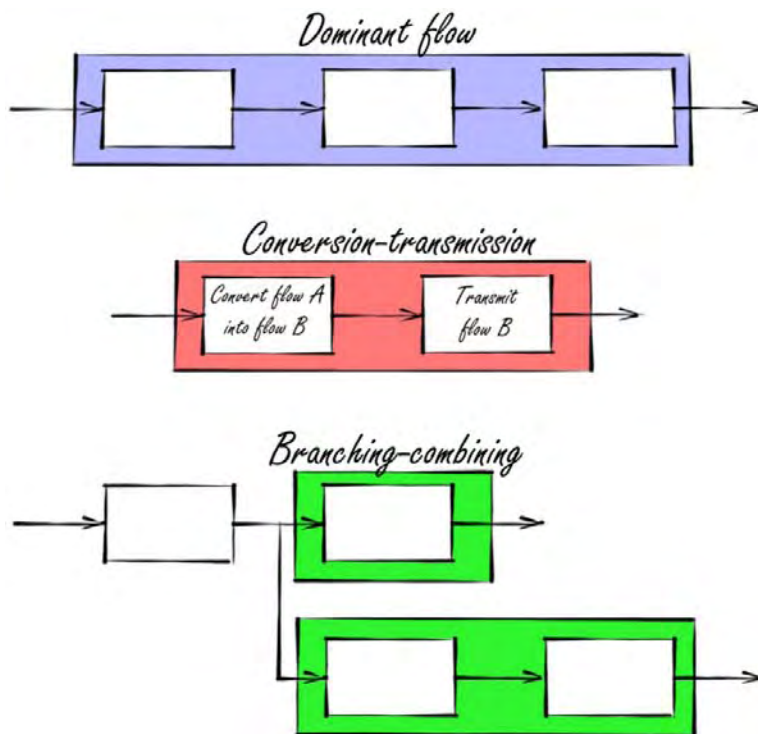 Dominant flow
Conversion-transmission
Convert flow A
into flow B
Transmit
flow B
Branching-combining